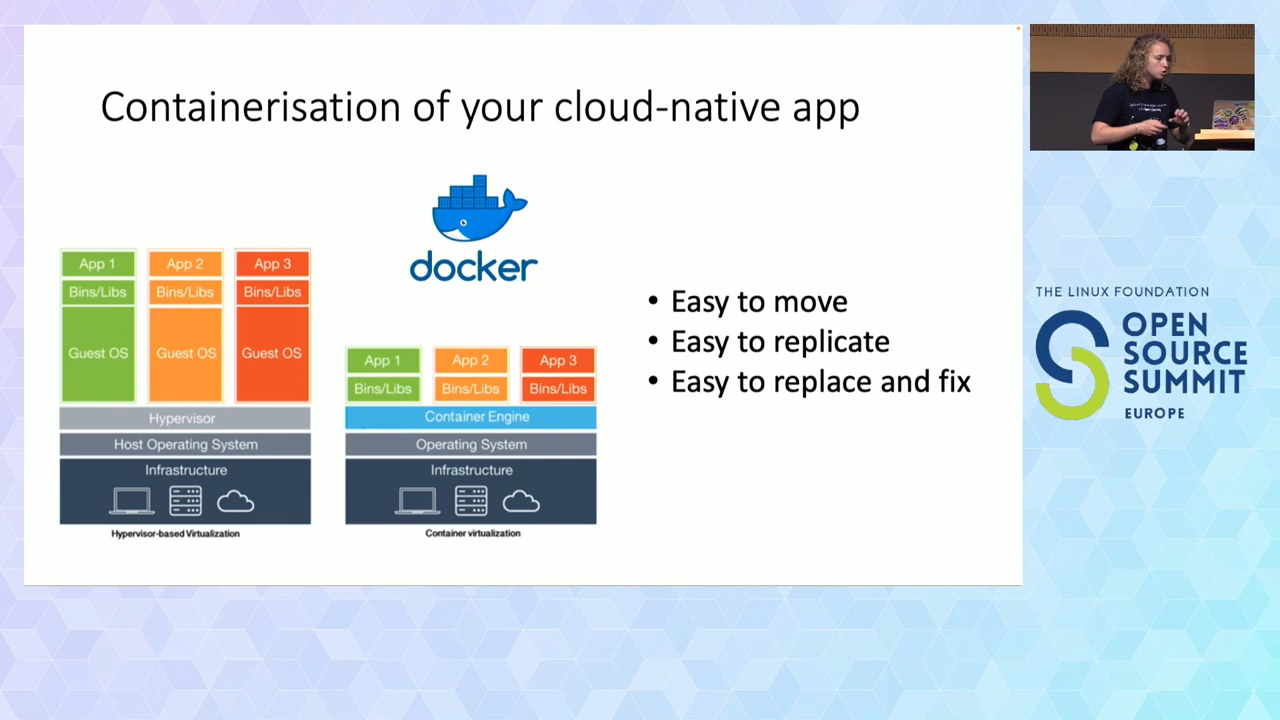 Containerisation of your cloud-native app
docker
App 1
App 2
App 3
Bins/Libs
Bins/Libs
Bins/Libs
Guest OS
Guest OS
Guest OS
Hypervisor
Host Operating System
Infrastructure
Hypervisor-based Virtualization
App 1
App 2
App 3
Bins/Libs
Bins/Libs
Bins/Libs
Container Engine
Operating System
Infrastructure
Container virtualization
• Easy to move
• Easy to replicate
• Easy to replace and fix
THE LINUX FOUNDATION
OPEN
SOURCE
SUMMIT
EUROPE